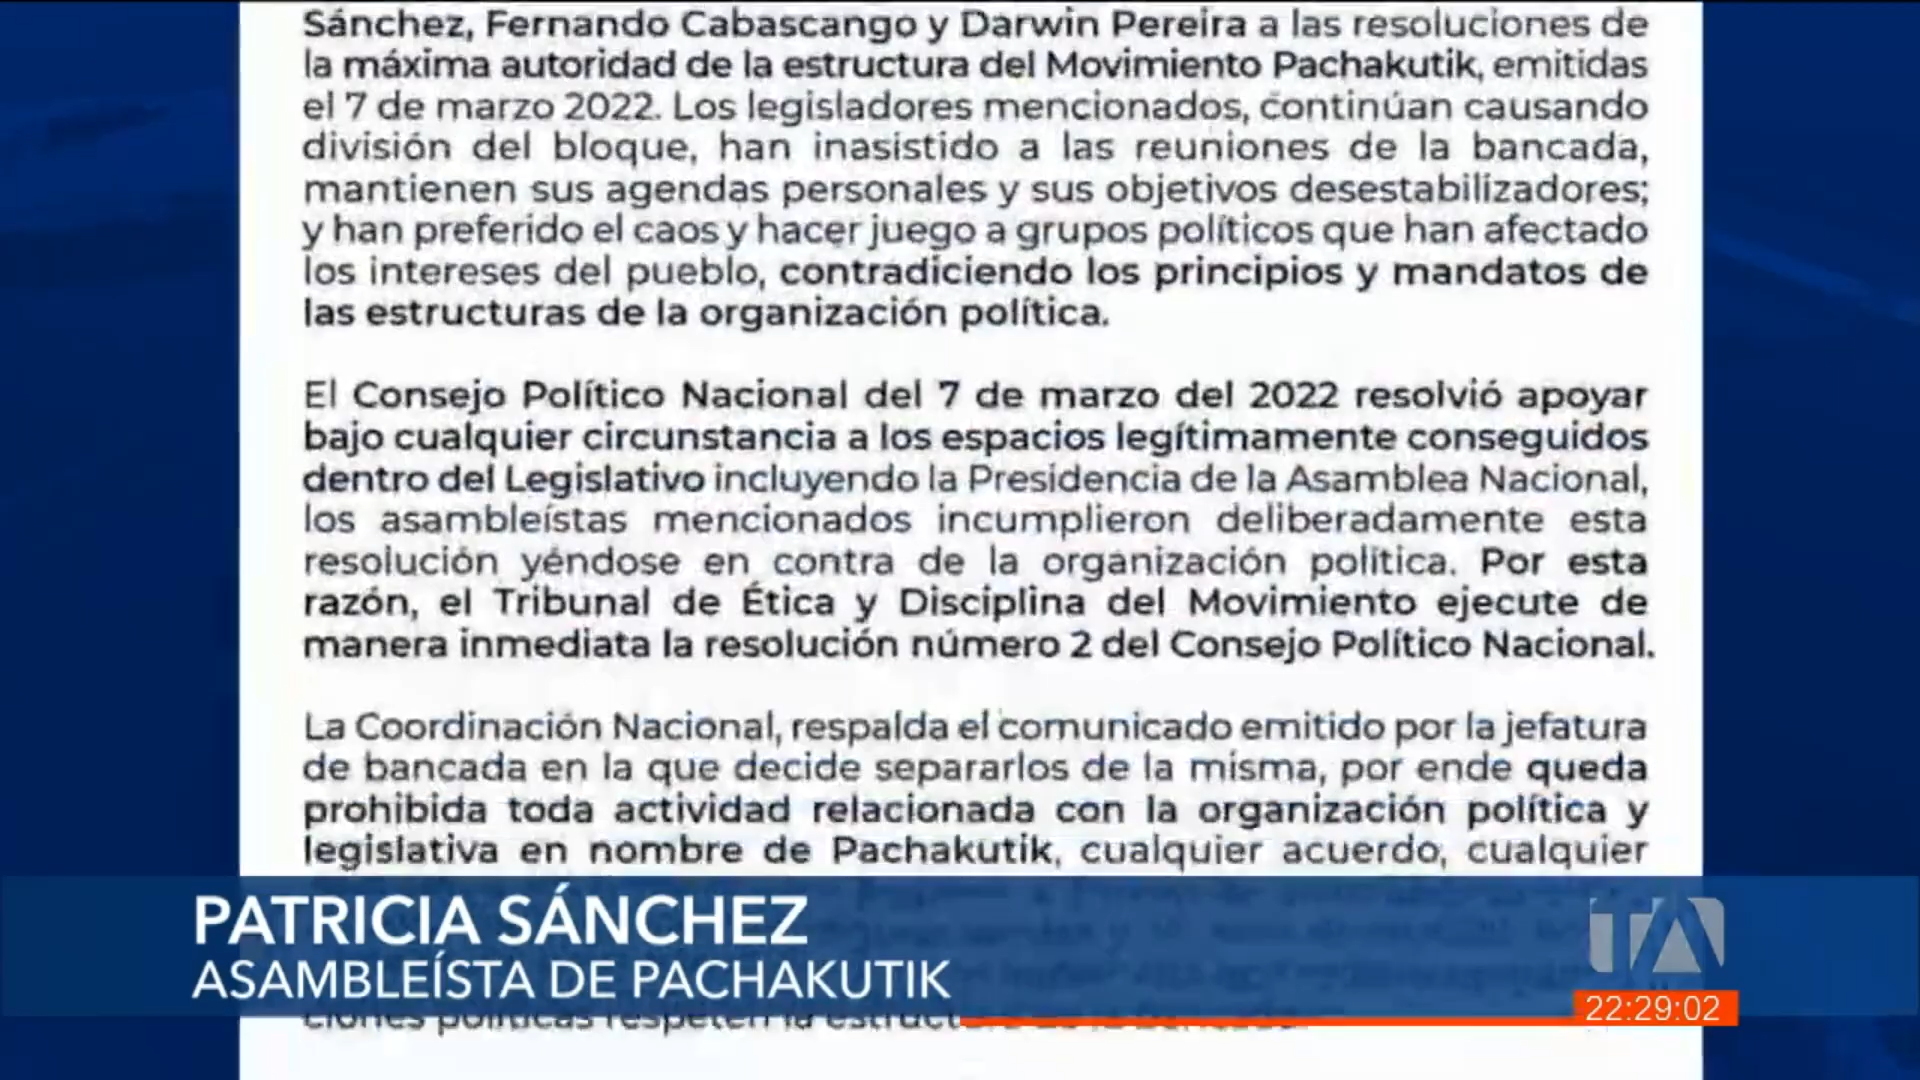 Sánchez, Fernando Cabascango y Darwin Pereira a las resoluciones de
la máxima autoridad de la estructura del Movimiento Pachakutik, emitidas
el 7 de marzo 2022. Los legisladores mencionados, continúan causando
división del bloque, han inasistido a las reuniones de la bancada,
mantienen sus agendas personales y sus objetivos desestabilizadores;
y han preferido el caos y hacer juego a grupos políticos que han afectado
los intereses del pueblo, contradiciendo los principios y mandatos de
las estructuras de la organización política.
El Consejo Político Nacional del 7 de marzo del 2022 resolvió apoyar
bajo cualquier circunstancia a los espacios legítimamente conseguidos
dentro del Legislativo incluyendo la Presidencia de la Asamblea Nacional,
los asambleístas mencionados incumplieron deliberadamente esta
resolución yéndose en contra de la organización política. Por esta
razón, el Tribunal de Ética y Disciplina del Movimiento ejecute de
manera inmediata la resolución número 2 del Consejo Político Nacional.
La Coordinación Nacional, respalda el comunicado emitido por la jefatura
de bancada en la que decide separarlos de la misma, por ende queda
prohibida toda actividad relacionada con la organización política y
legislativa en nombre de Pachakutik, cualquier acuerdo, cualquier
PATRICIA SÁNCHEZ
ASAMBLEÍSTA DE PACHAKUTIK
TA
22:29:02
ciones políticas respeten la